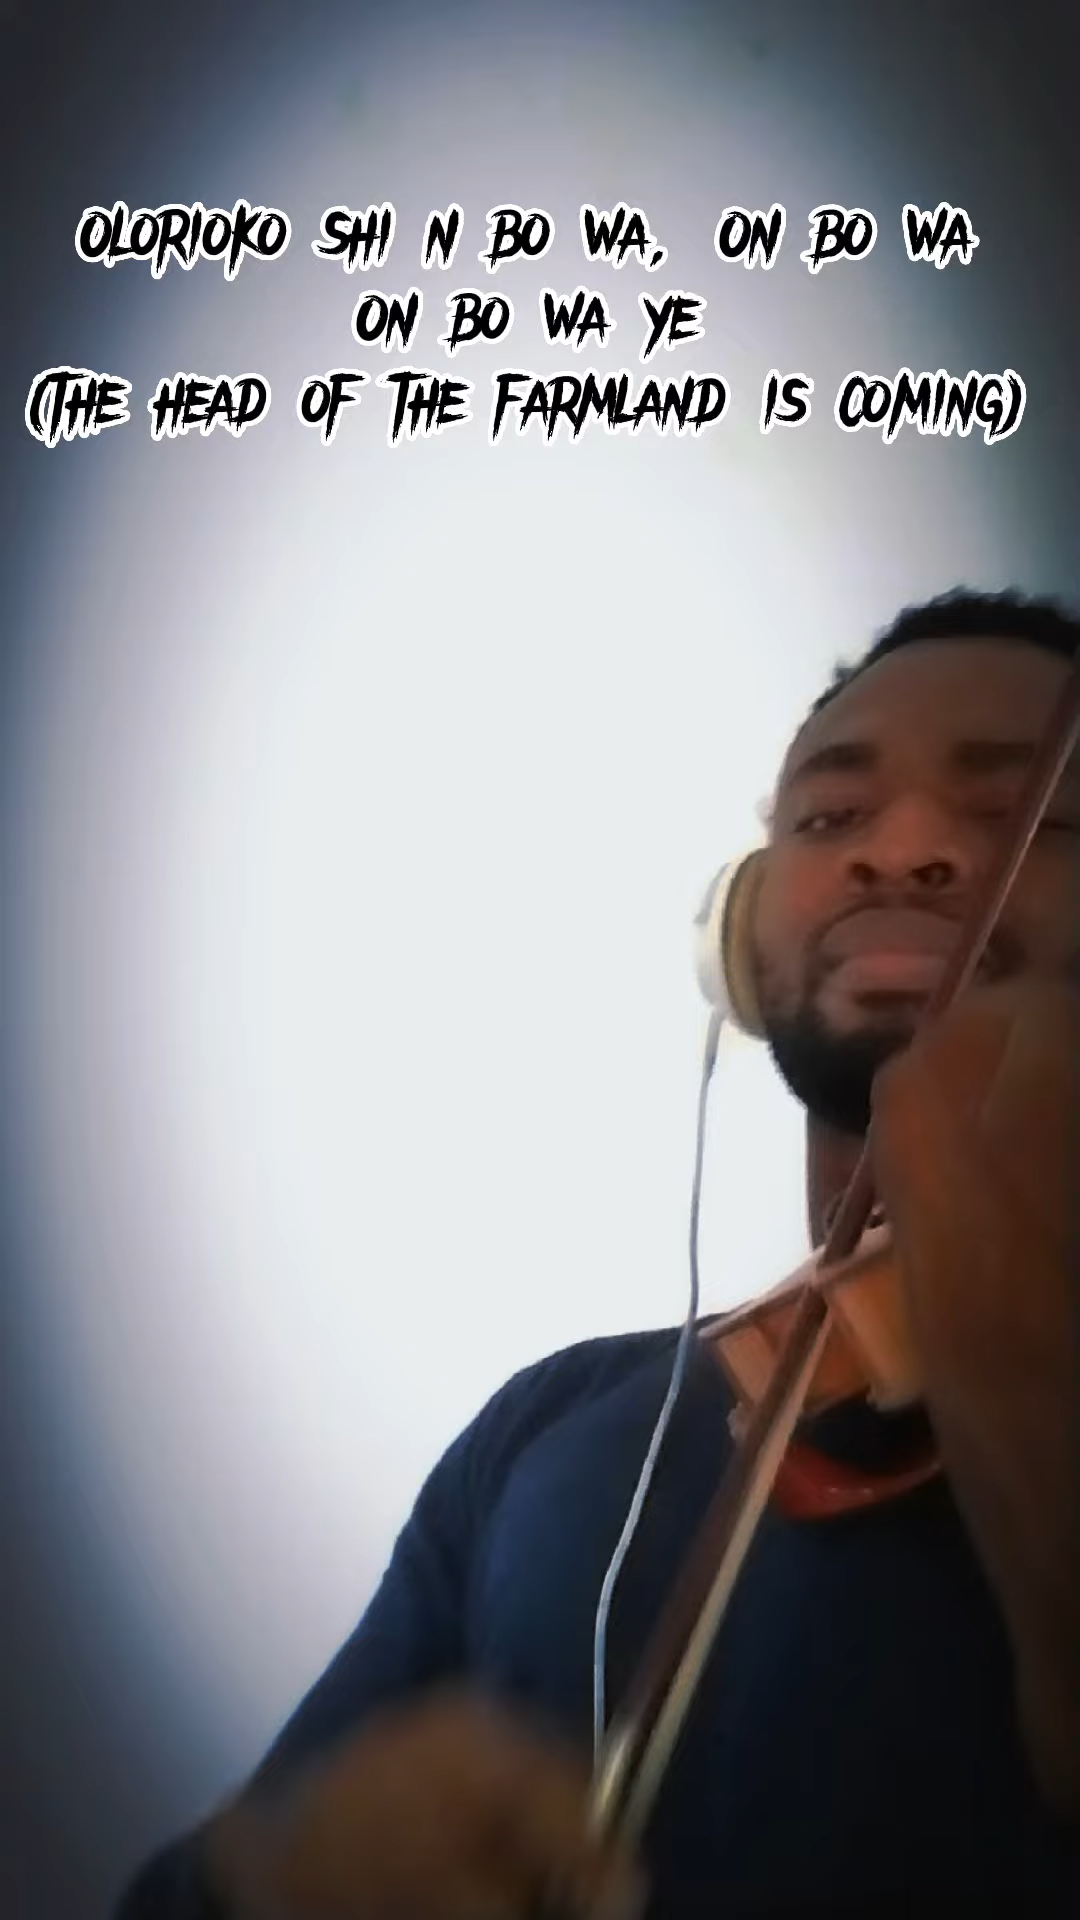 OLORIOKO SHI N BO WA, ON BO WA
ON BO WA YE
(THE HEAD OF THE FARMLAND IS COMING)